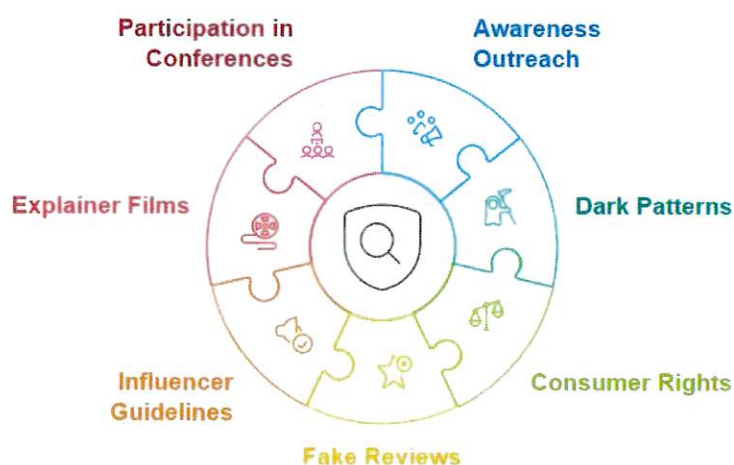 Participation in
Conferences
Awareness
Outreach
Explainer Films
Dark Patterns
Influencer
Guidelines
Consumer Rights
Fake Reviews